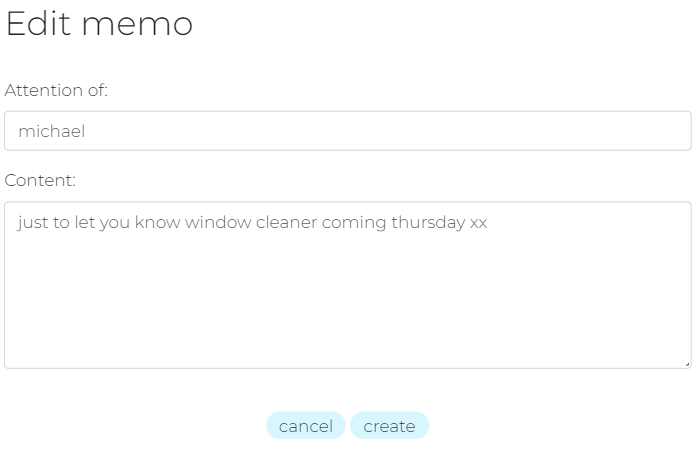 Edit memo
Attention of:
michael
Content:
just to let you know window cleaner coming thursday xx
cancel create